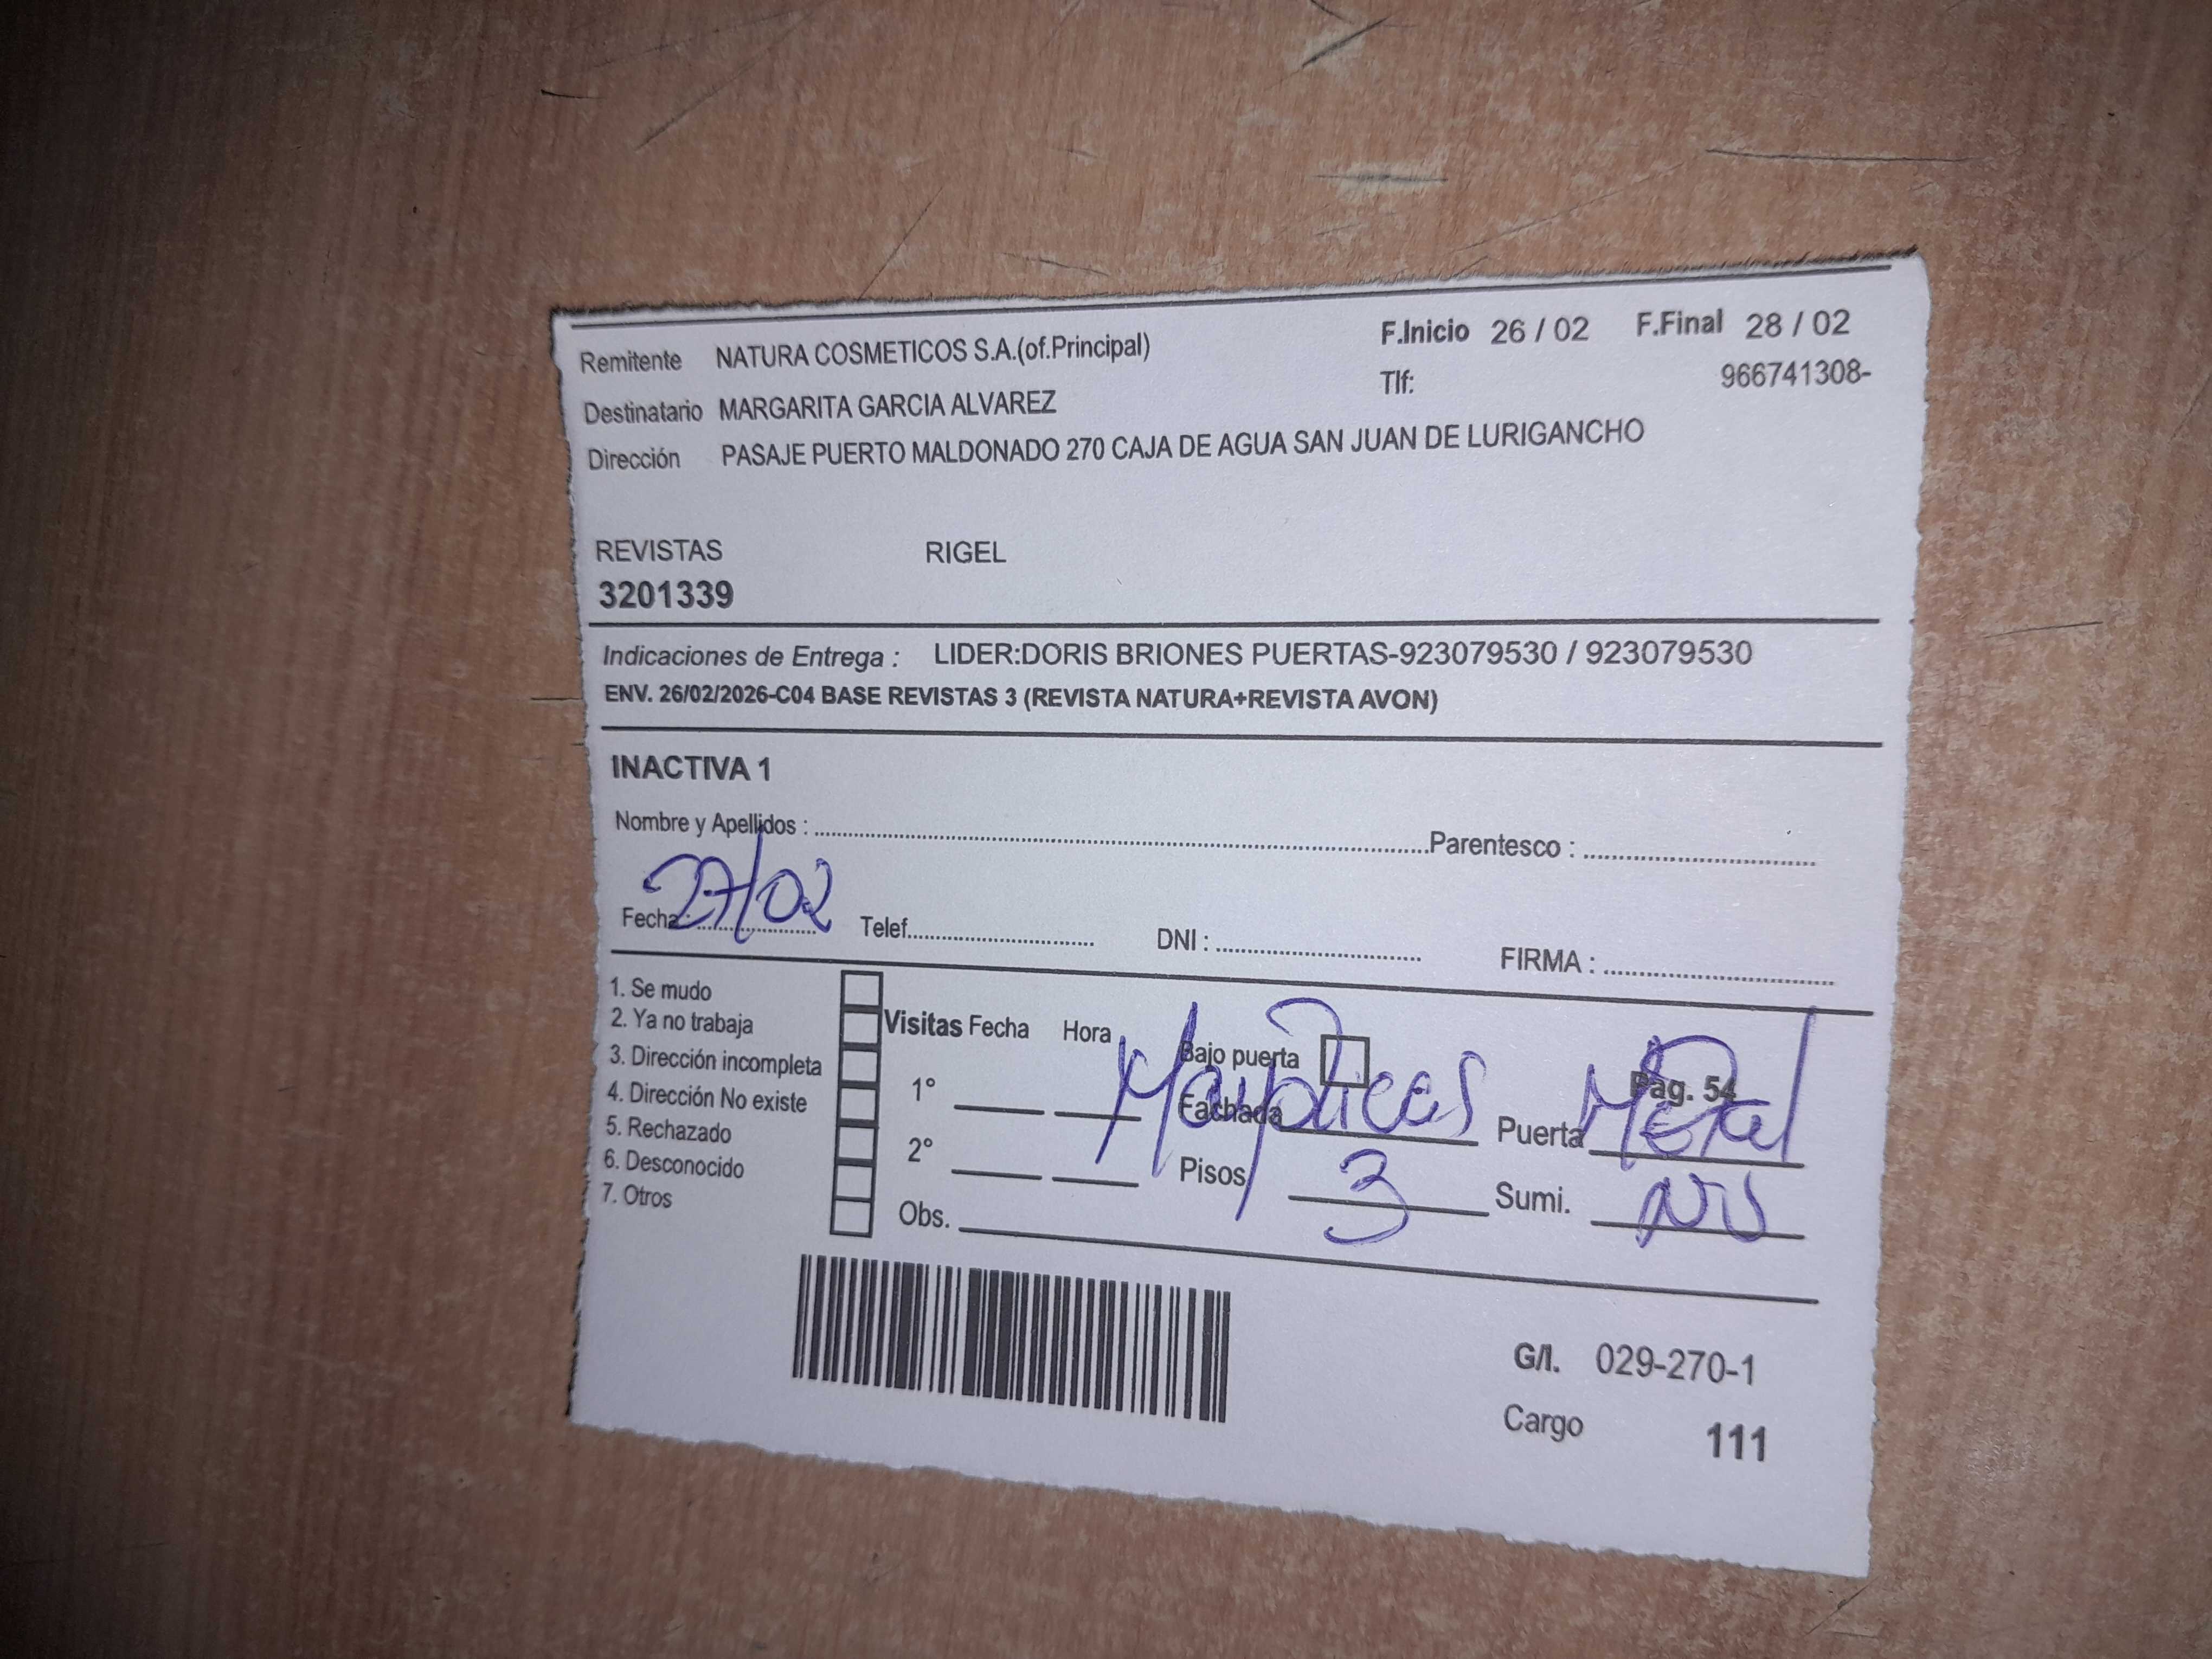 Remitente NATURA COSMETICOS S.A.(of.Principal) F.Inicio 26 / 02 F.Final 28 / 02
Destinatario MARGARITA GARCIA ALVAREZ Tlf: 966741308-
Dirección PASAJE PUERTO MALDONADO 270 CAJA DE AGUA SAN JUAN DE LURIGANCHO
REVISTAS RIGEL
3201339
Indicaciones de Entrega : LIDER:DORIS BRIONES PUERTAS-923079530 / 923079530
ENV. 26/02/2026-C04 BASE REVISTAS 3 (REVISTA NATURA+REVISTA AVON)
INACTIVA 1
Nombre y Apellidos : Parentesco :
Fecha : 27/02 Telef. DNI : FIRMA :
1. Se mudo
2. Ya no trabaja
3. Dirección incompleta
4. Dirección No existe
5. Rechazado
6. Desconocido
7. Otros
Visitas Fecha Hora
1°
2°
Obs.
Bajo puerta Pag. 54
Fachada Puerta Metal
Pisos 3 Sumi.
G/I. 029-270-1
Cargo 111